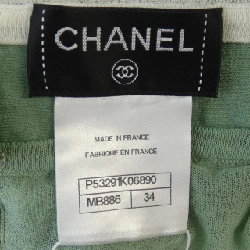 CHANEL
MADE IN FRANCE
FABRIQUE EN FRANCE
P53291K06890
MB886 34